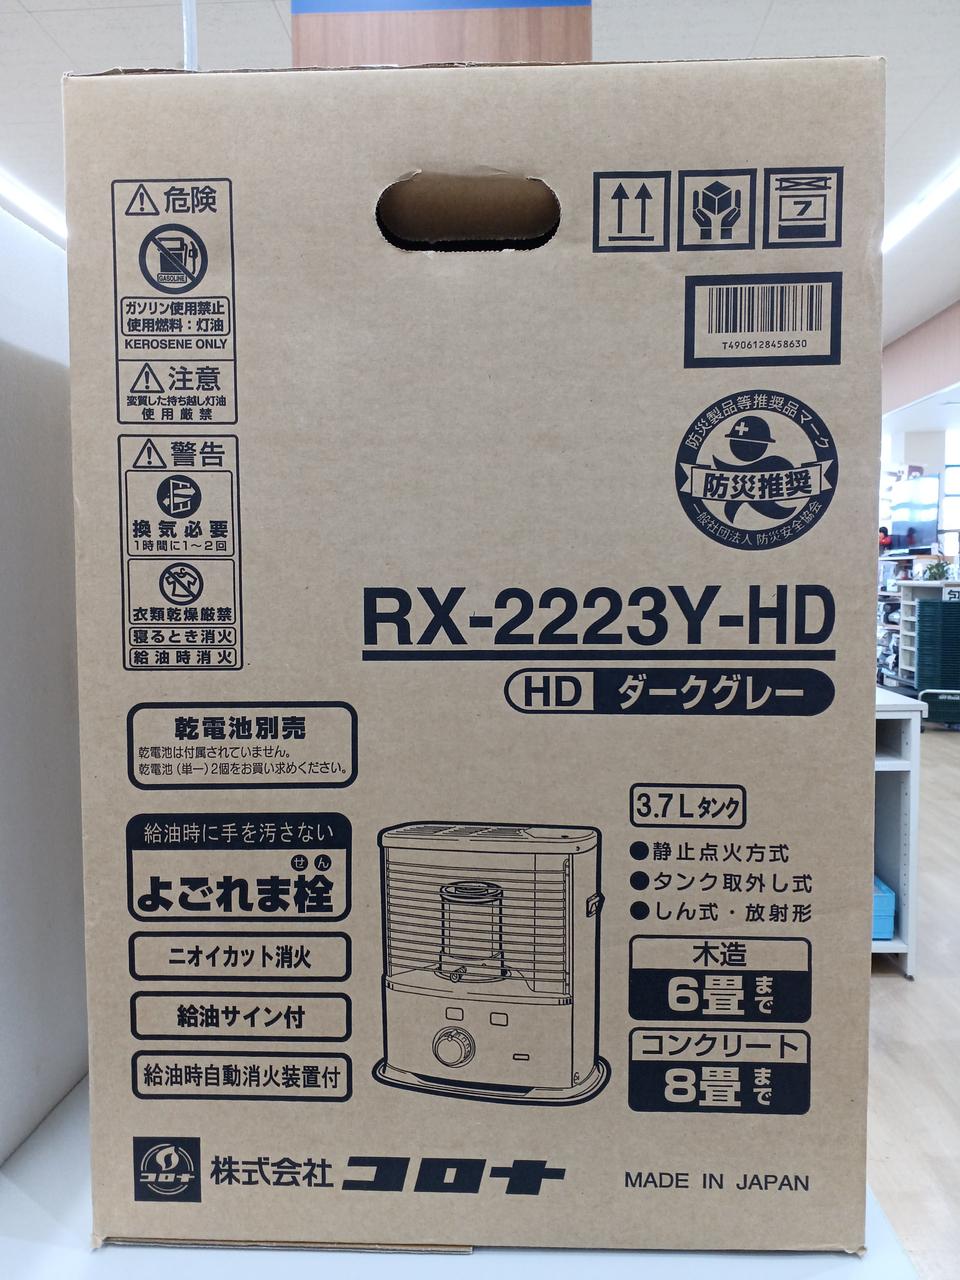 危険
GASOLINE
ガソリン使用禁止
使用燃料：灯油
KEROSENE ONLY
注意
変質した持ち越し灯油
使用厳禁
警告
換気必要
1時間に1～2回
衣類乾燥厳禁
寝るとき消火
給油時消火
7
T4906128458630
防災製品等推奨品マーク
防災推奨
一般社団法人 防災安全協会
RX-2223Y-HD
HD ダークグレー
乾電池別売
乾電池は付属されていません。
乾電池（単一）2個をお買い求めください。
給油時に手を汚さない
せん
よごれま栓
ニオイカット消火
給油サイン付
給油時自動消火装置付
3.7Lタンク
●静止点火方式
●タンク取外し式
●しん式・放射形
木造
6畳まで
コンクリート
8畳まで
コロナ
株式会社 コロナ
MADE IN JAPAN